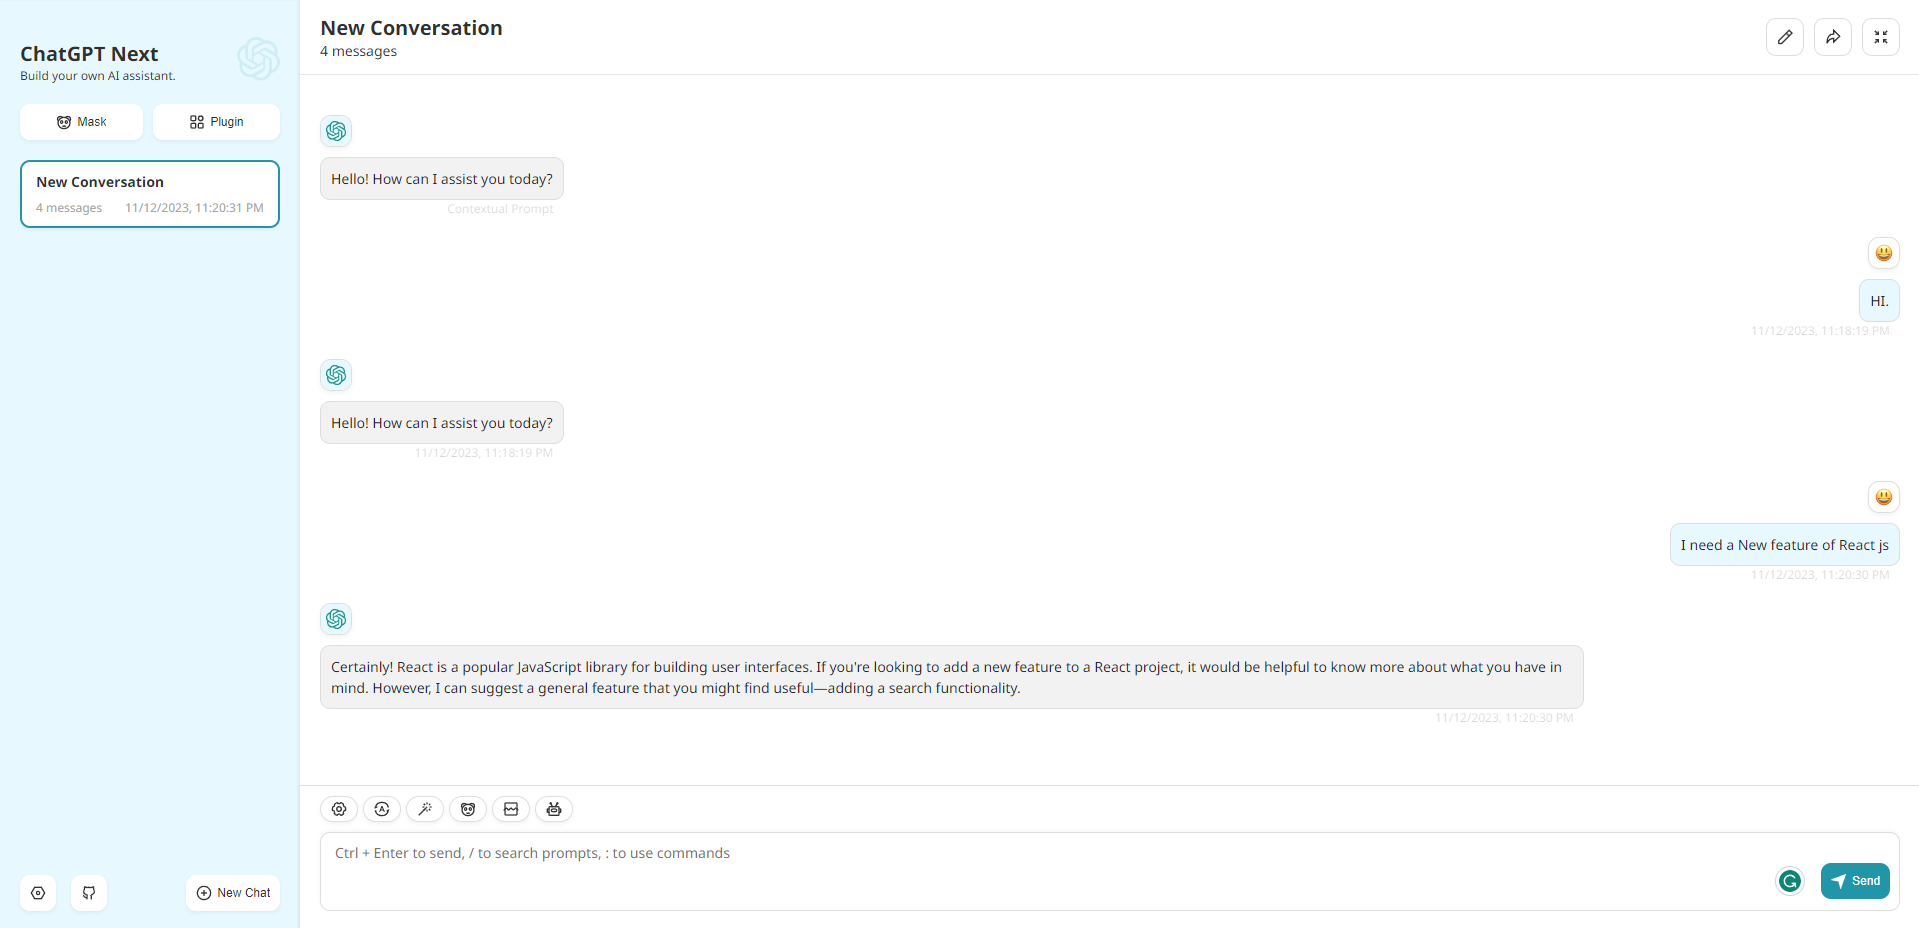 ChatGPT Next
Build your own AI assistant.
Mask
Plugin
New Conversation
4 messages 11/12/2023, 11:20:31 PM
New Chat
New Conversation
4 messages
Hello! How can I assist you today?
Contextual Prompt
HI.
11/12/2023, 11:18:19 PM
Hello! How can I assist you today?
11/12/2023, 11:18:19 PM
I need a New feature of React js
11/12/2023, 11:20:30 PM
Certainly! React is a popular JavaScript library for building user interfaces. If you're looking to add a new feature to a React project, it would be helpful to know more about what you have in
mind. However, I can suggest a general feature that you might find useful—adding a search functionality.
11/12/2023, 11:20:30 PM
Ctrl + Enter to send, / to search prompts, : to use commands
Send